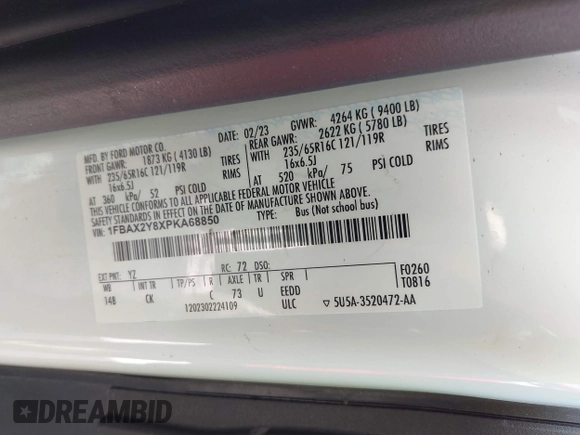 MFD. BY FORD MOTOR CO.
DATE: 02/23
GVWR: 4264 KG ( 9400 LB)
FRONT GAWR: 1873 KG ( 4130 LB)
REAR GAWR: 2622 KG ( 5780 LB)
WITH 235/65R16C 121/119R TIRES
WITH 235/65R16C 121/119R TIRES
16x6.5J RIMS
16x6.5J RIMS
AT 360 kPa/ 52 PSI COLD
AT 520 kPa/ 75 PSI COLD
THIS VEHICLE CONFORMS TO ALL APPLICABLE FEDERAL MOTOR VEHICLE
SAFETY STANDARDS IN EFFECT ON THE DATE OF MANUFACTURE SHOWN ABOVE.
VIN: 1FBAX2Y8XPKA68850
TYPE: Bus (Not school bus)
EXT PNT: YZ RC: 72 DSO:
F0260
T0816
WB INT TR TP/PS R AXLE TR SPR
148 CK C 73 U EEDD
1202302224109 ULC ▽ 5U5A-3520472-AA
DREAMBID